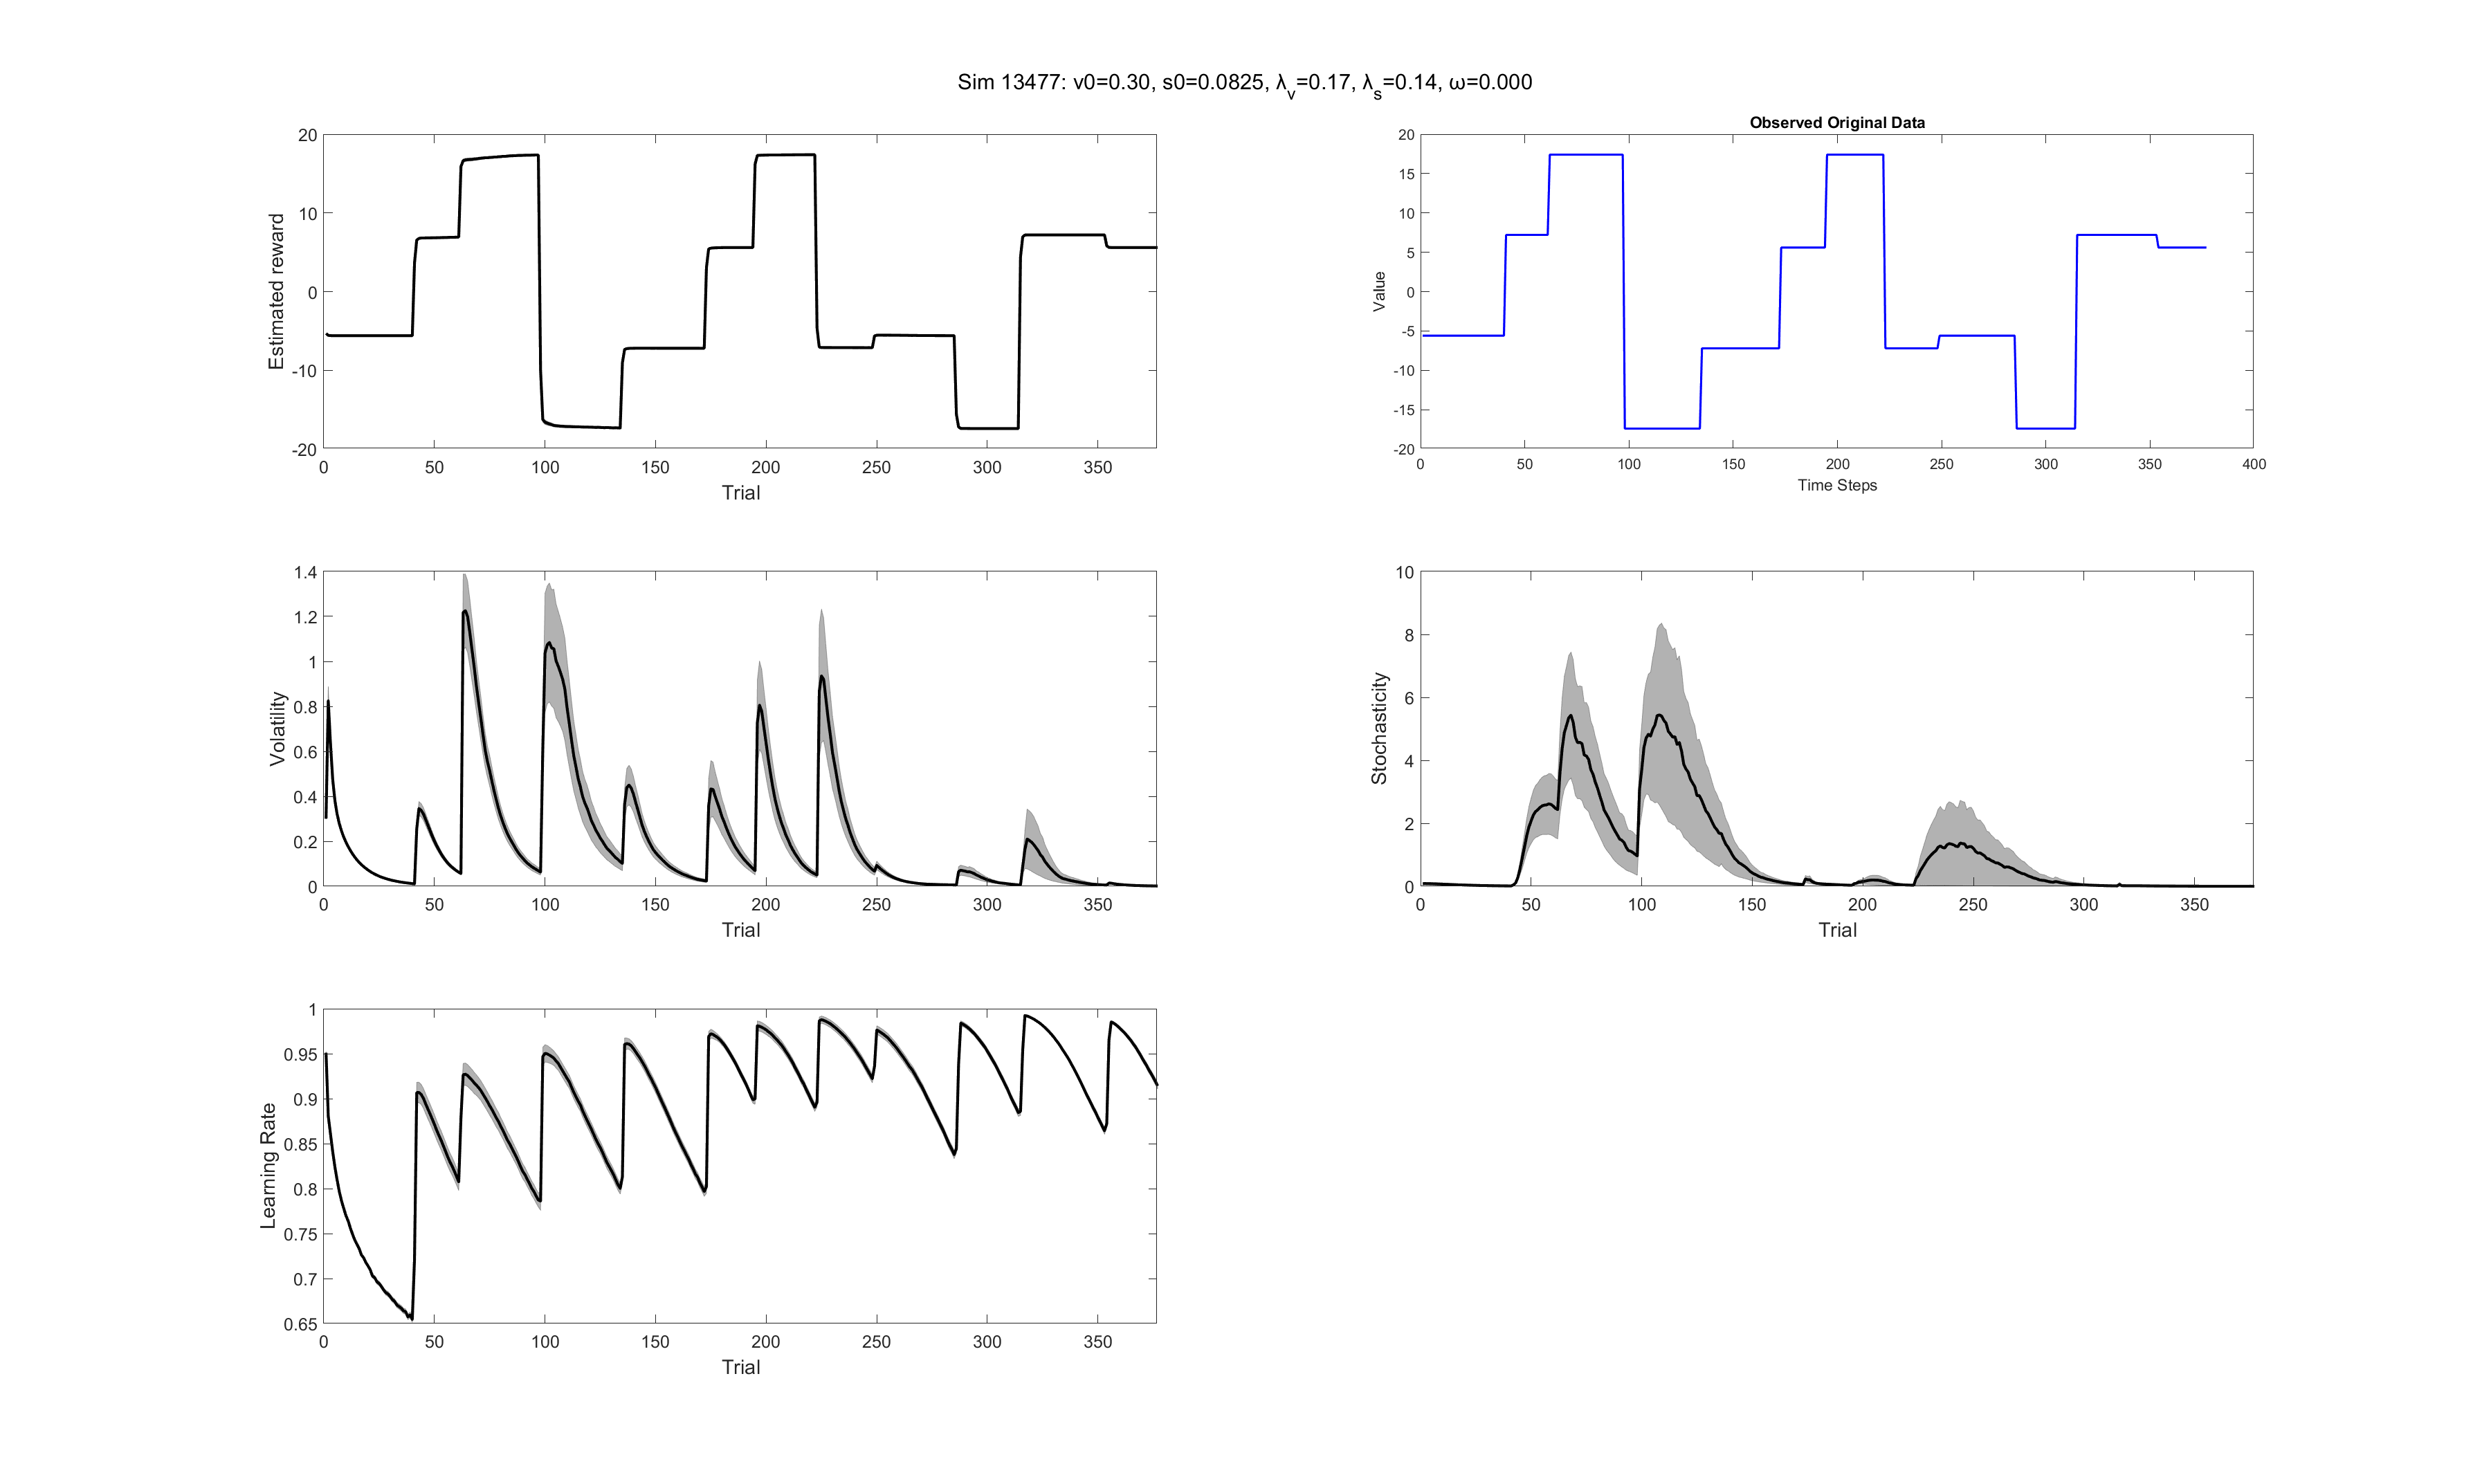 Sim 13477: v0=0.30, s0=0.0825, λv=0.17, λs=0.14, ω=0.000
Estimated reward
20
10
0
-10
-20
0 50 100 150 200 250 300 350
Trial
Observed Original Data
Value
20
15
10
5
0
-5
-10
-15
-20
0 50 100 150 200 250 300 350 400
Time Steps
Volatility
1.4
1.2
1
0.8
0.6
0.4
0.2
0
0 50 100 150 200 250 300 350
Trial
Stochasticity
10
8
6
4
2
0
0 50 100 150 200 250 300 350
Trial
Learning Rate
1
0.95
0.9
0.85
0.8
0.75
0.7
0.65
0 50 100 150 200 250 300 350
Trial